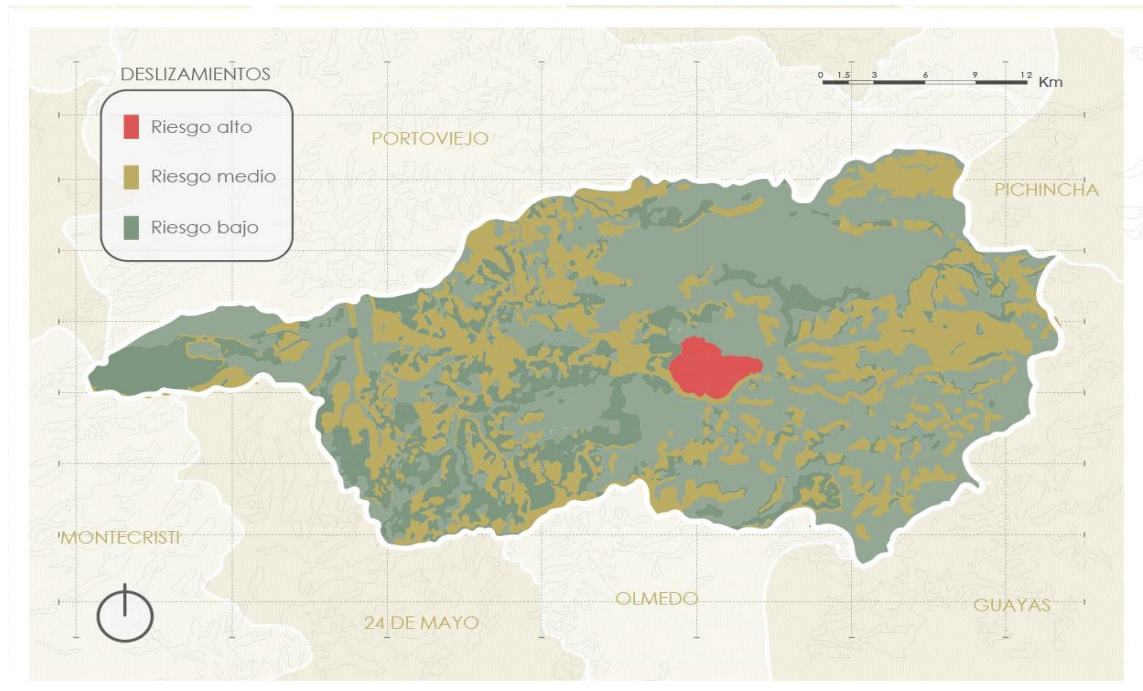 DESLIZAMIENTOS
Riesgo alto
Riesgo medio
Riesgo bajo
0 1.5 3 6 9 12 Km
PORTOVIEJO
PICHINCHA
MONTECRISTI
24 DE MAYO
OLMEDO
GUAYAS